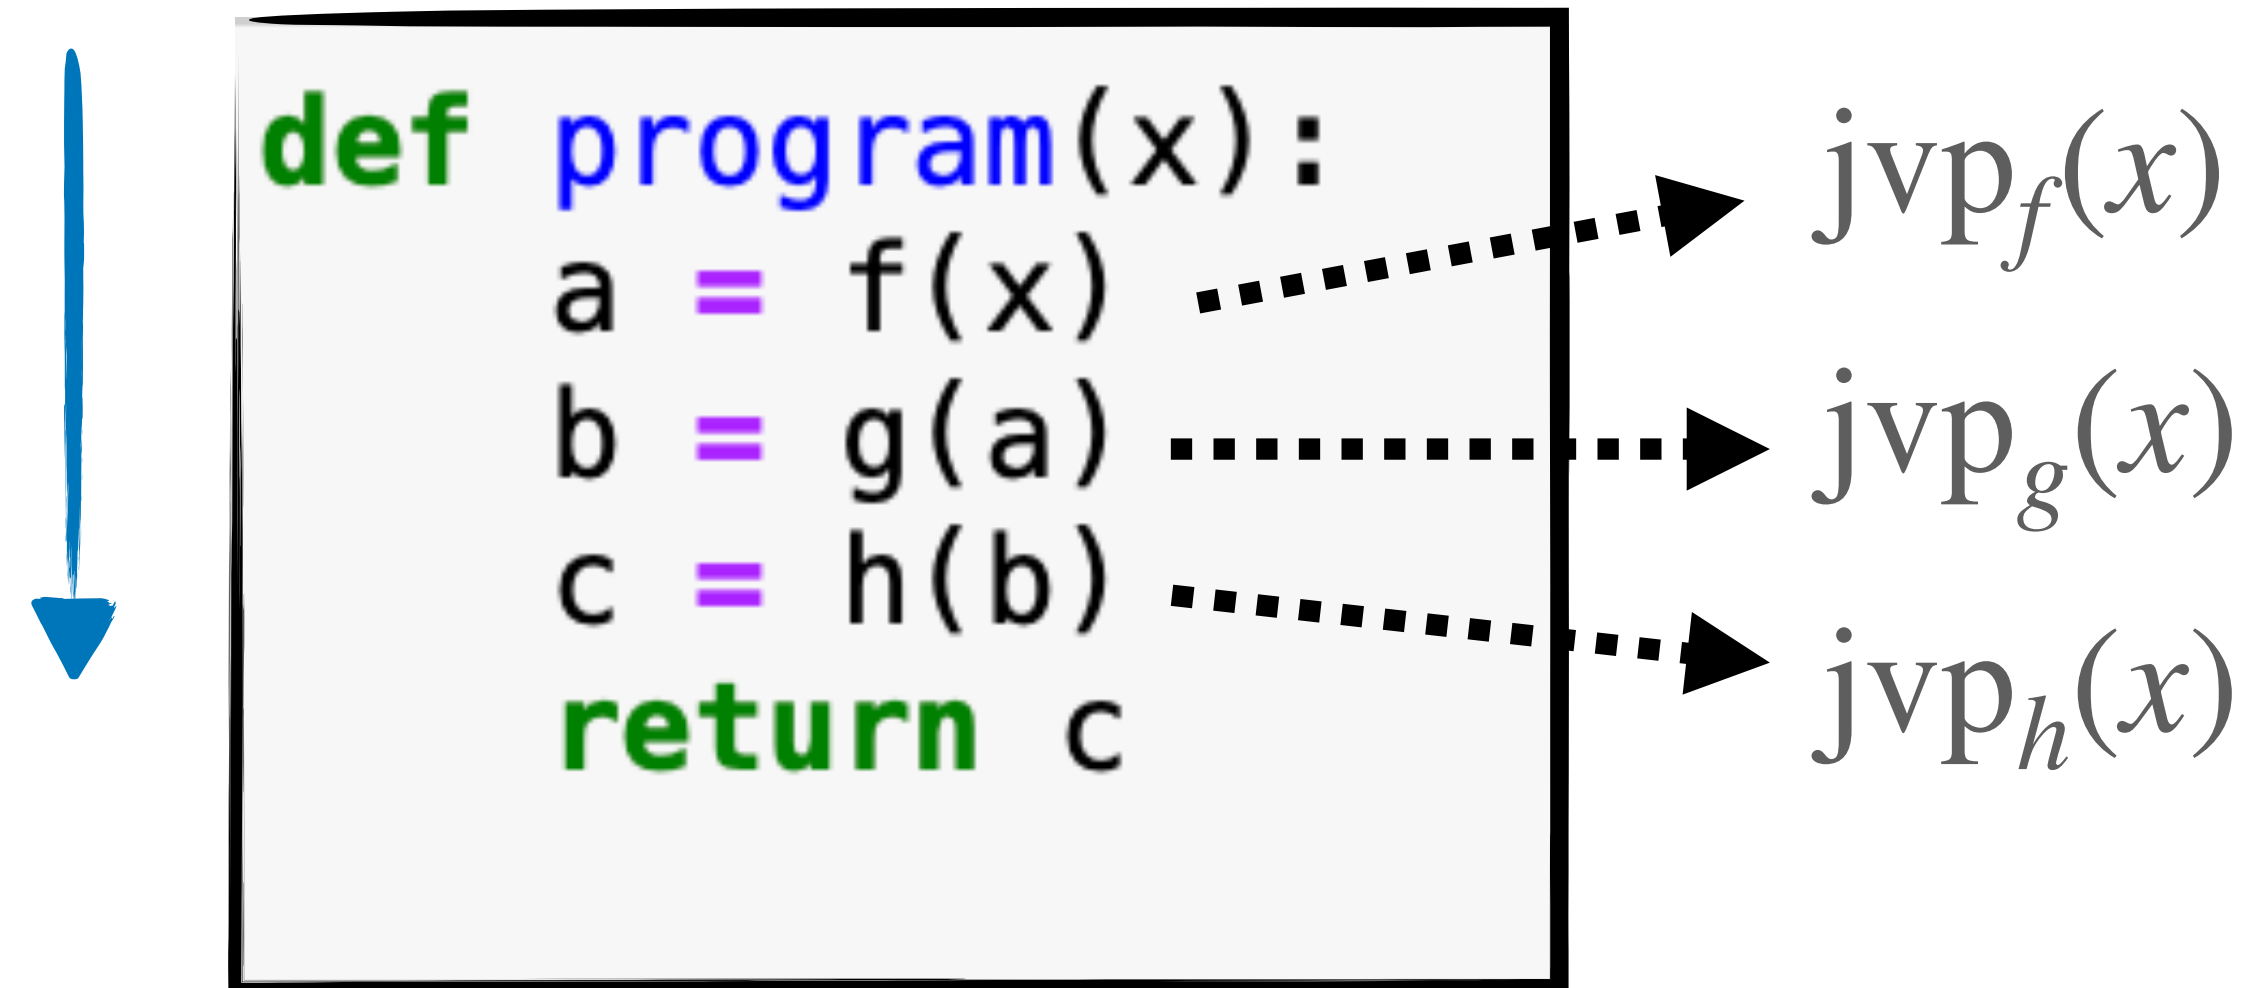 def program(x):
    a = f(x)
    b = g(a)
    c = h(b)
    return c
jvp_f(x)
jvp_g(x)
jvp_h(x)